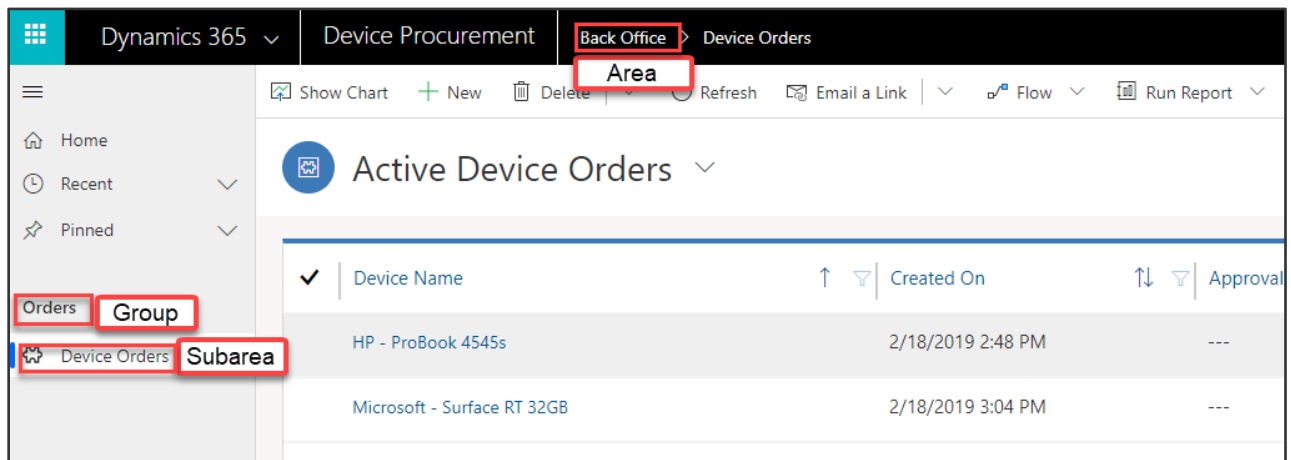 Dynamics 365 Device Procurement Back Office > Device Orders
Area
Show Chart New Delete Refresh Email a Link Flow Run Report
Home
Recent
Pinned
Active Device Orders
Device Name Created On Approval
Orders Group
HP - ProBook 4545s 2/18/2019 2:48 PM ---
Device Orders Subarea
Microsoft - Surface RT 32GB 2/18/2019 3:04 PM ---